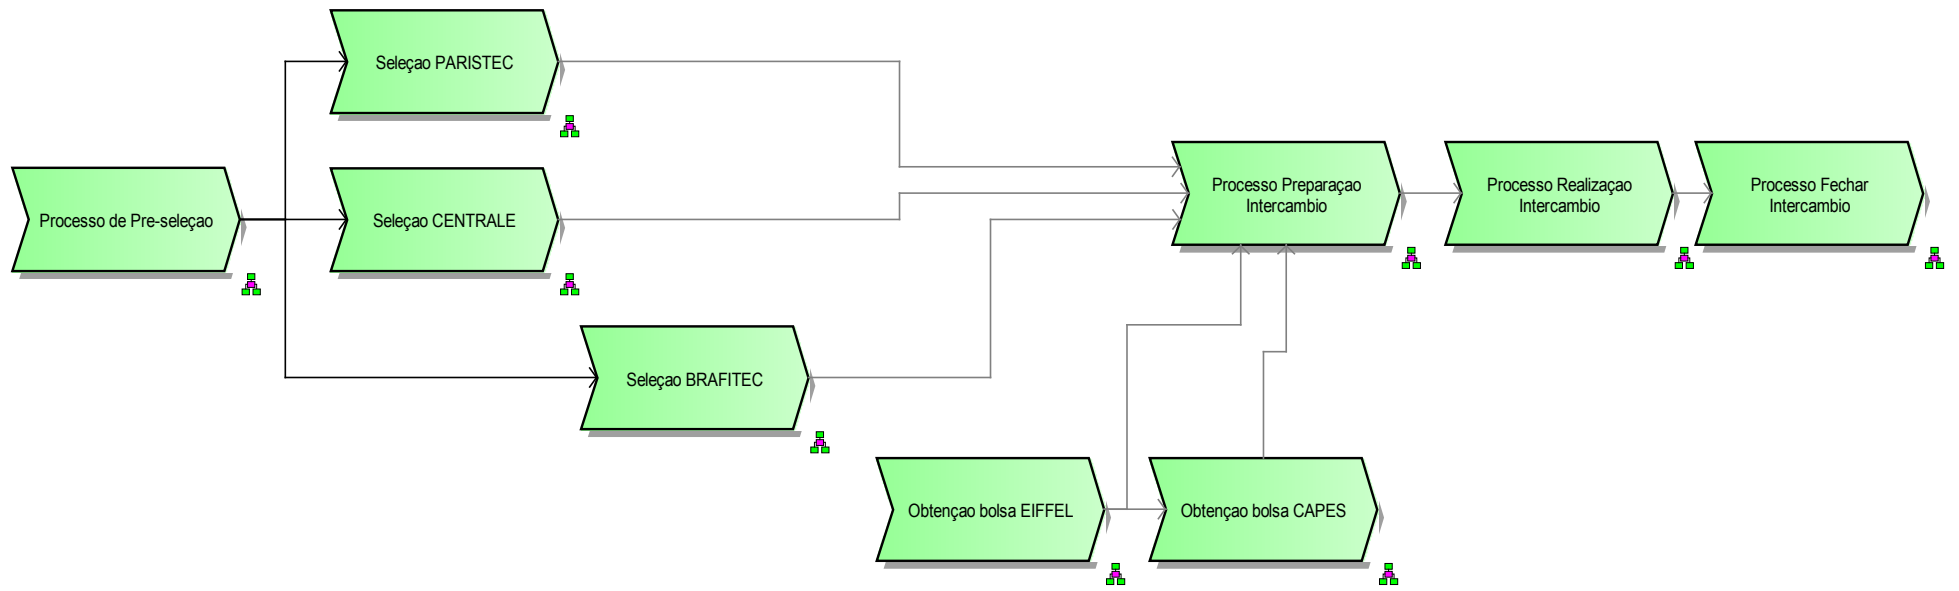 Seleçao PARISTEC
Processo de Pre-seleçao
Seleçao CENTRALE
Processo Preparaçao
Intercambio
Processo Realizaçao
Intercambio
Processo Fechar
Intercambio
Seleçao BRAFITEC
Obtençao bolsa EIFFEL
Obtençao bolsa CAPES